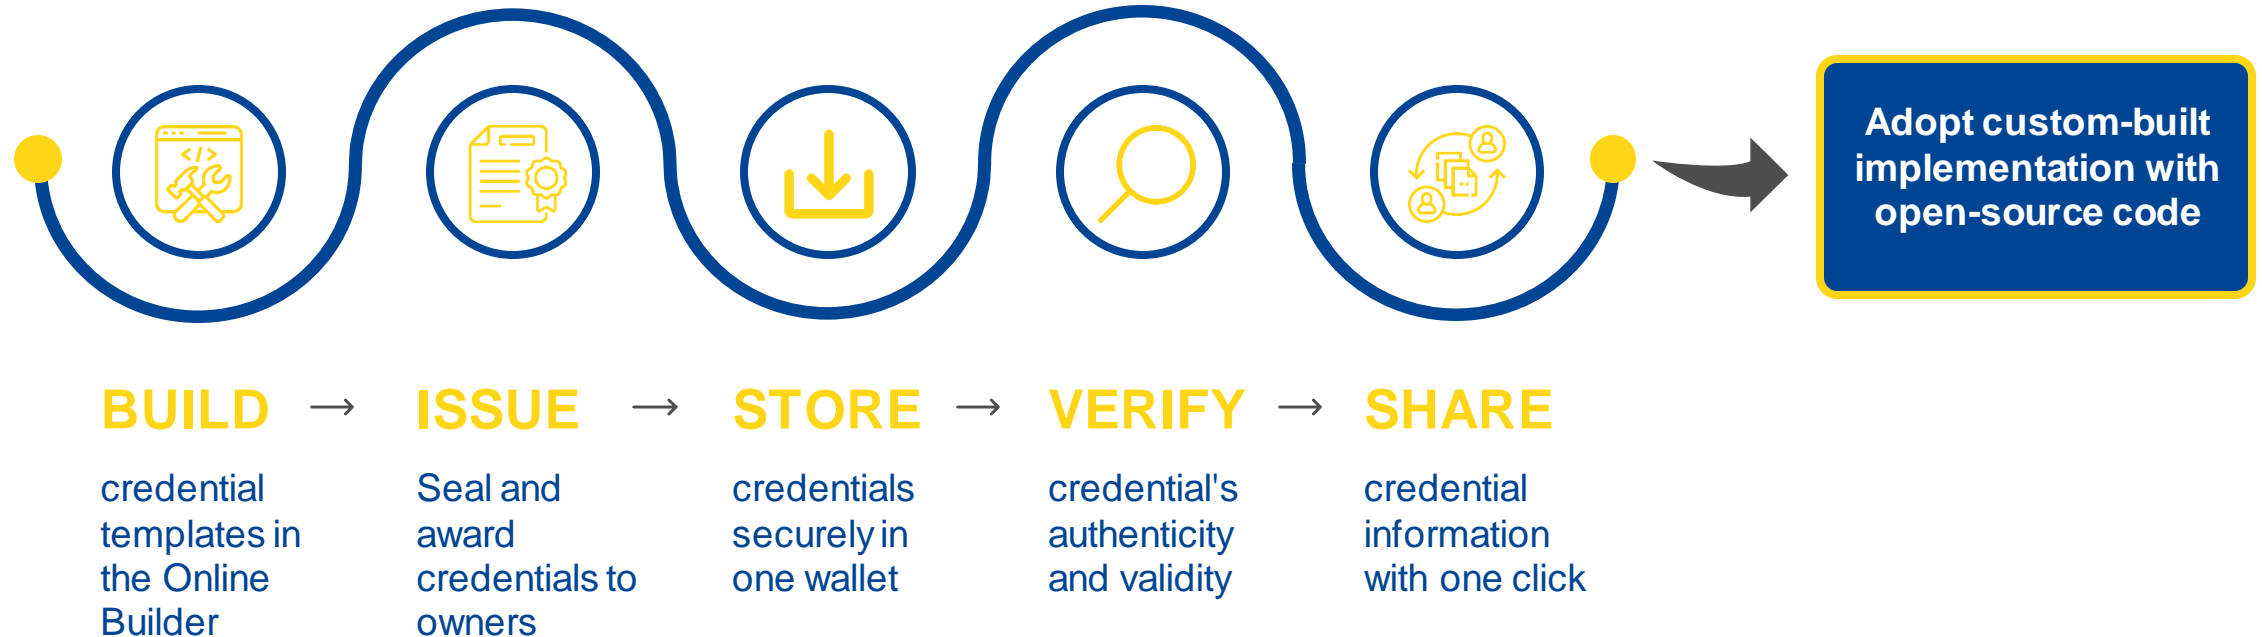 Adopt custom-built
implementation with
open-source code
BUILD → ISSUE → STORE → VERIFY → SHARE
credential
templates in
the Online
Builder
Seal and
award
credentials to
owners
credentials
securely in
one wallet
credential's
authenticity
and validity
credential
information
with one click